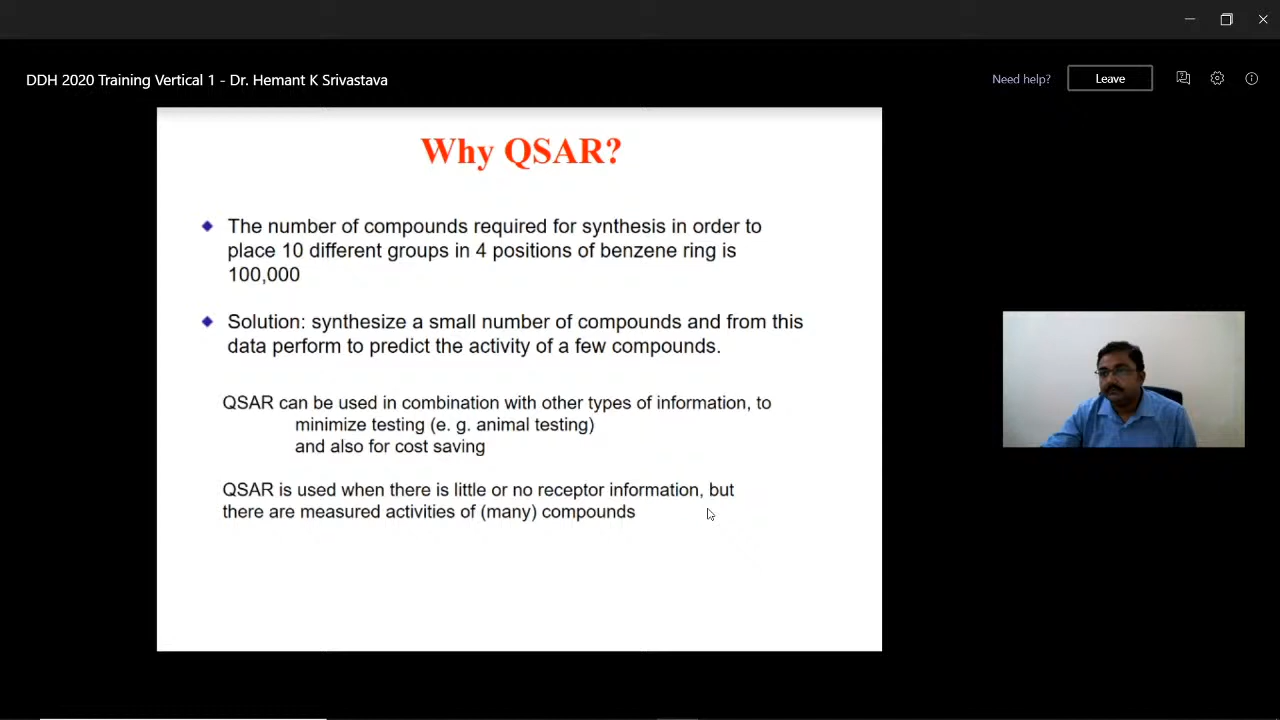 DDH 2020 Training Vertical 1 - Dr. Hemant K Srivastava
Need help?
Leave
Why QSAR?
The number of compounds required for synthesis in order to
place 10 different groups in 4 positions of benzene ring is
100,000
Solution: synthesize a small number of compounds and from this
data perform to predict the activity of a few compounds.
QSAR can be used in combination with other types of information, to
minimize testing (e. g. animal testing)
and also for cost saving
QSAR is used when there is little or no receptor information, but
there are measured activities of (many) compounds